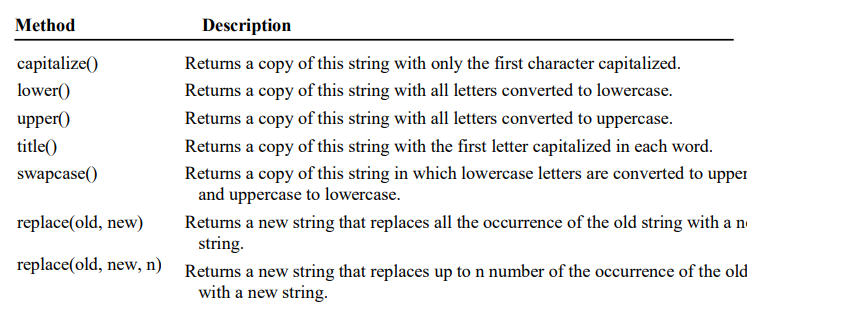 Method Description
capitalize() Returns a copy of this string with only the first character capitalized.
lower() Returns a copy of this string with all letters converted to lowercase.
upper() Returns a copy of this string with all letters converted to uppercase.
title() Returns a copy of this string with the first letter capitalized in each word.
swapcase() Returns a copy of this string in which lowercase letters are converted to
and uppercase to lowercase.
replace(old, new) Returns a new string that replaces all the occurrence of the old string with a
string.
replace(old, new, n) Returns a new string that replaces up to n number of the occurrence of the old
with a new string.